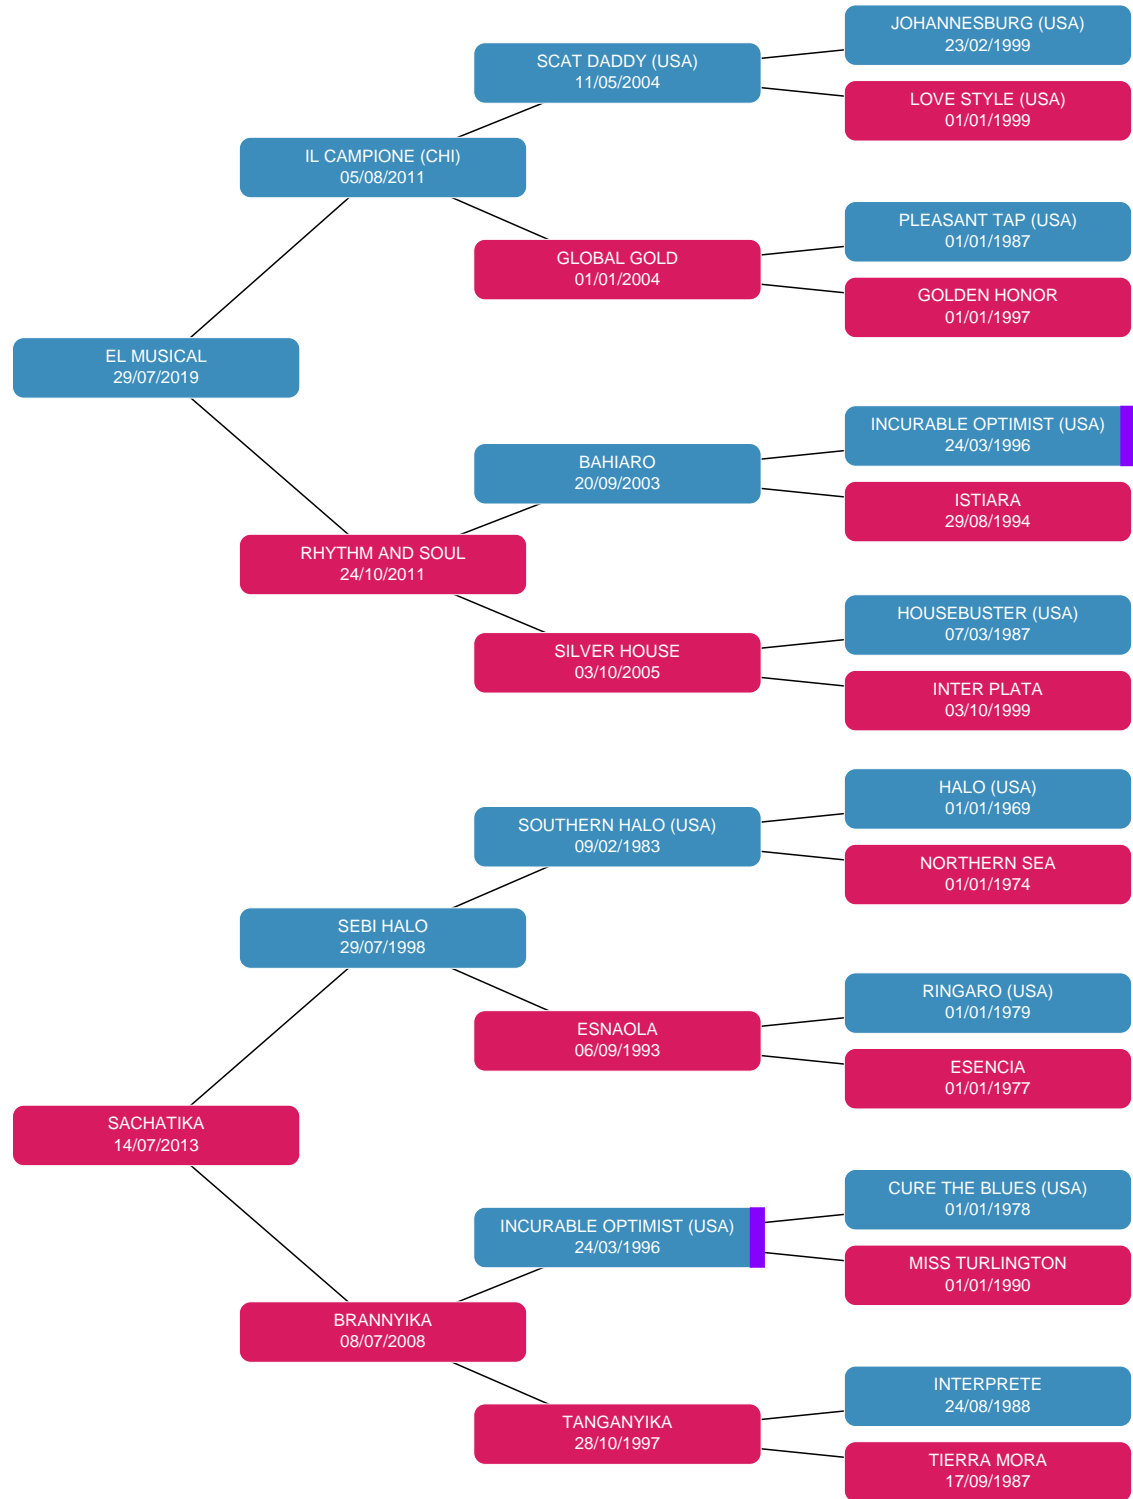 JOHANNESBURG (USA)
23/02/1999
SCAT DADDY (USA)
11/05/2004
LOVE STYLE (USA)
01/01/1999
IL CAMPIONE (CHI)
05/08/2011
PLEASANT TAP (USA)
01/01/1987
GLOBAL GOLD
01/01/2004
GOLDEN HONOR
01/01/1997
EL MUSICAL
29/07/2019
INCURABLE OPTIMIST (USA)
24/03/1996
BAHIARO
20/09/2003
ISTIARA
29/08/1994
RHYTHM AND SOUL
24/10/2011
HOUSEBUSTER (USA)
07/03/1987
SILVER HOUSE
03/10/2005
INTER PLATA
03/10/1999
HALO (USA)
01/01/1969
SOUTHERN HALO (USA)
09/02/1983
NORTHERN SEA
01/01/1974
SEBI HALO
29/07/1998
RINGARO (USA)
01/01/1979
ESNAOLA
06/09/1993
ESENCIA
01/01/1977
SACHATIKA
14/07/2013
CURE THE BLUES (USA)
01/01/1978
INCURABLE OPTIMIST (USA)
24/03/1996
MISS TURLINGTON
01/01/1990
BRANNYIKA
08/07/2008
INTERPRETE
24/08/1988
TANGANYIKA
28/10/1997
TIERRA MORA
17/09/1987